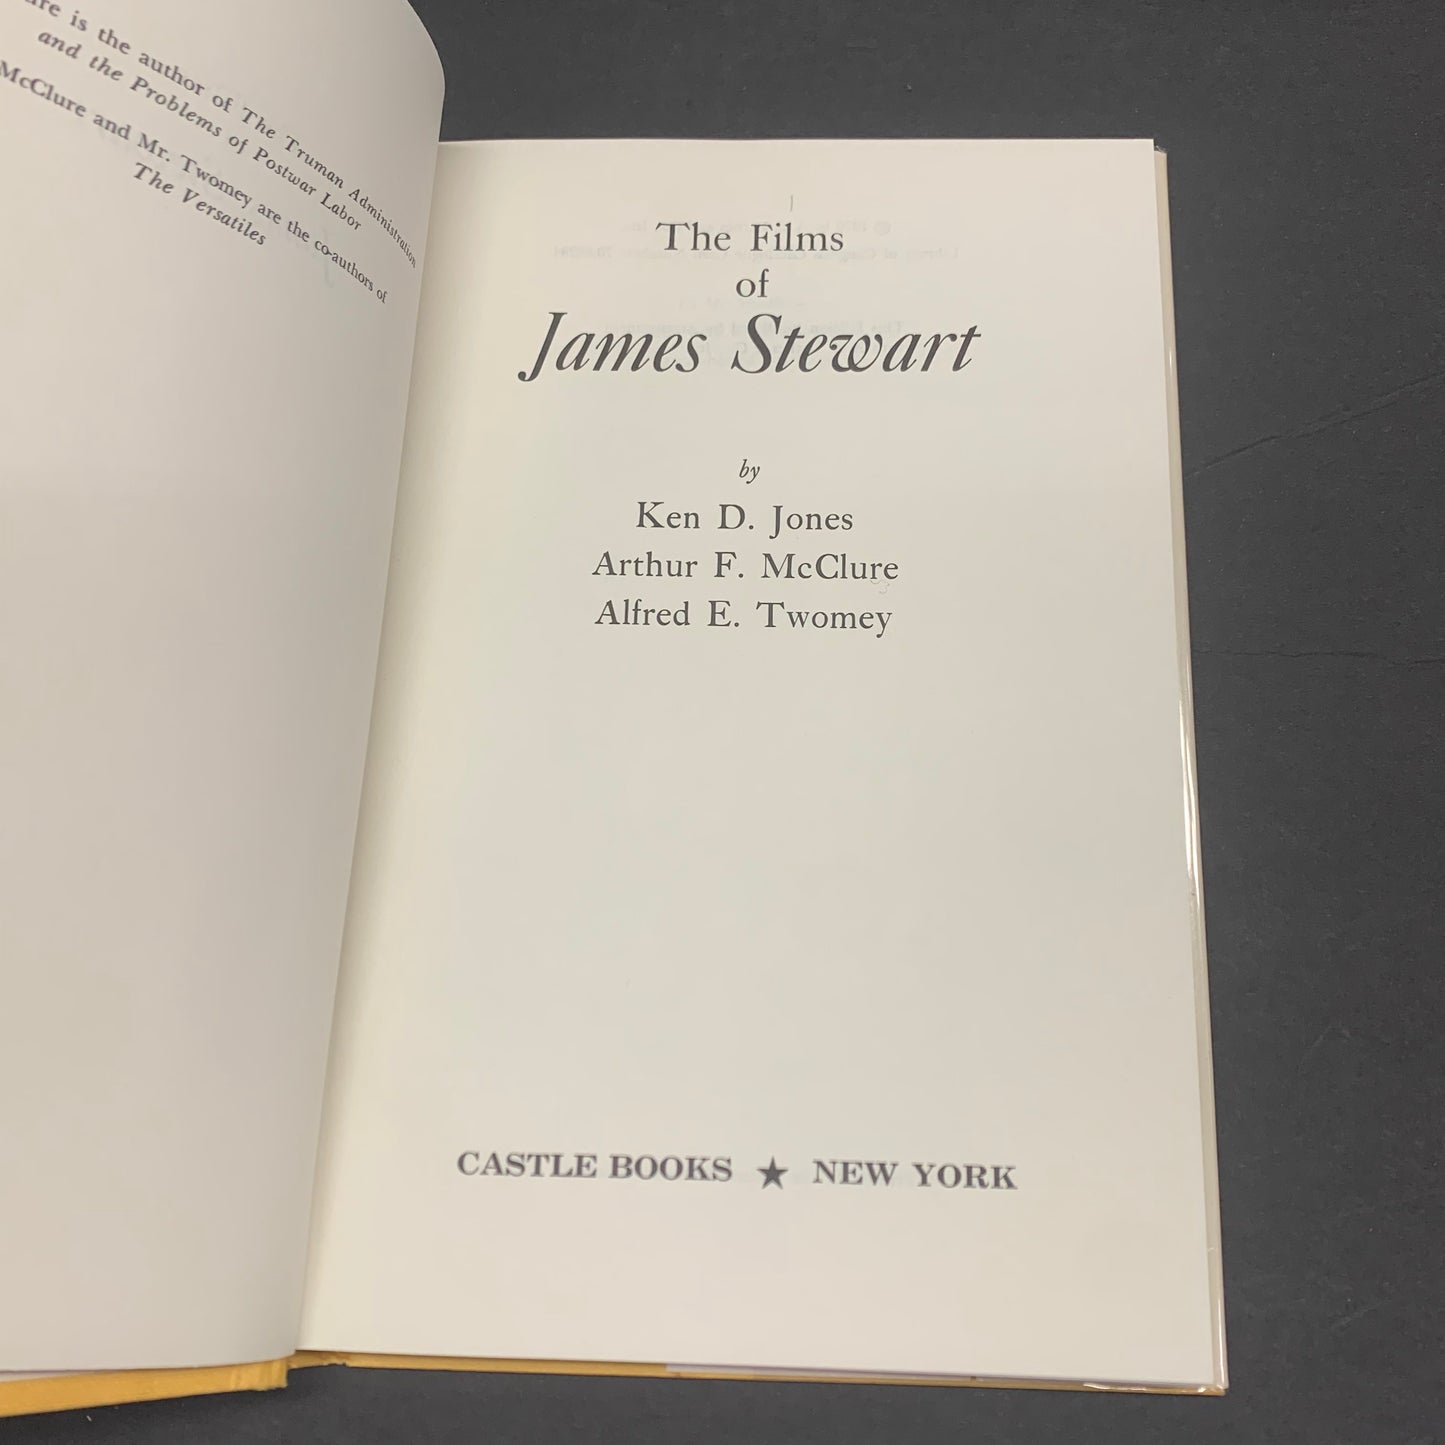 is the author of The Truman Administration
and the Problems of Postwar Labor
McClure and Mr. Twomey are the co-authors of
The Versatiles
The Films
of
James Stewart
by
Ken D. Jones
Arthur F. McClure
Alfred E. Twomey
CASTLE BOOKS ★ NEW YORK